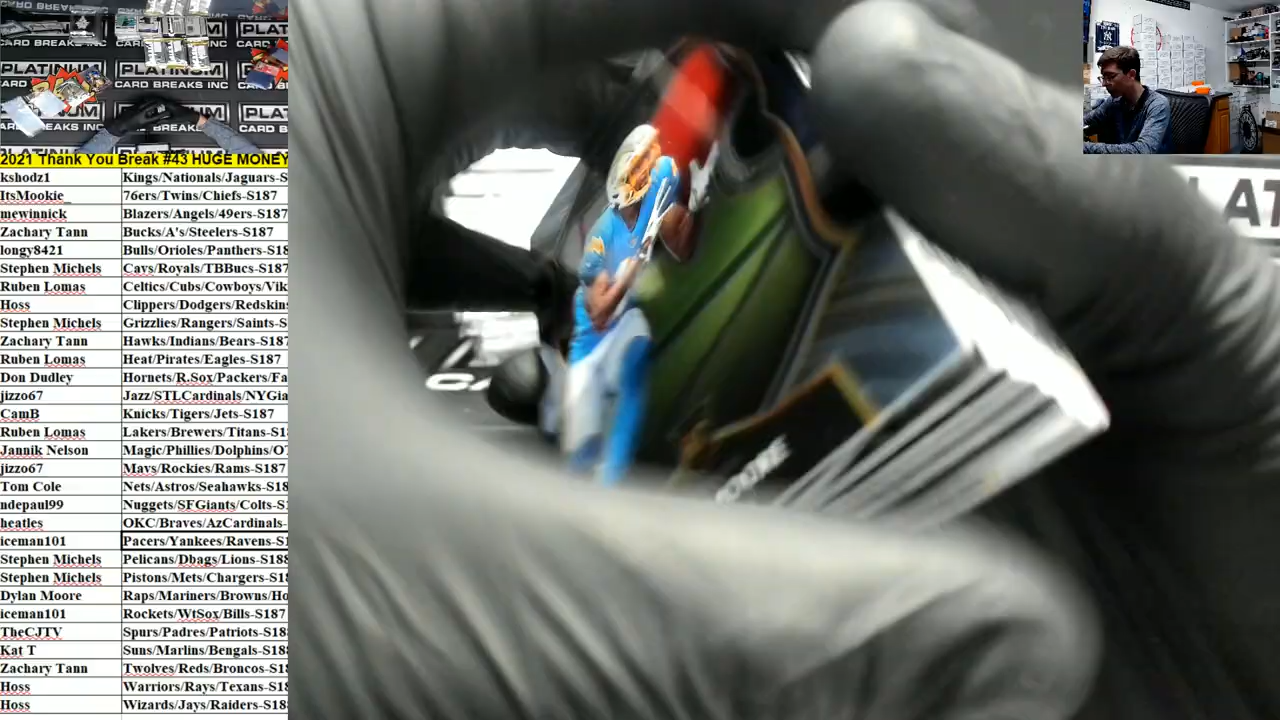 PLATINUM
CARD BREAKS INC
2021 Thank You Break #43 HUGE MONEY
kshodz1 Kings/Nationals/Jaguars-S
ItsMookie_ 76ers/Twins/Chiefs-S187
mewinnick Blazers/Angels/49ers-S187
Zachary Tann Bucks/A's/Steelers-S187
longy8421 Bulls/Orioles/Panthers-S18
Stephen Michels Cavs/Royals/TBBucs-S187
Ruben Lomas Celtics/Cubs/Cowboys/Vik
Hoss Clippers/Dodgers/Redskins
Stephen Michels Grizzlies/Rangers/Saints-S
Zachary Tann Hawks/Indians/Bears-S187
Ruben Lomas Heat/Pirates/Eagles-S187
Don Dudley Hornets/R.Sox/Packers/Fa
jizzo67 Jazz/STLCardinals/NYGia
CamB Knicks/Tigers/Jets-S187
Ruben Lomas Lakers/Brewers/Titans-S1
Jannik Nelson Magic/Phillies/Dolphins/O
jizzo67 Mavs/Rockies/Rams-S187
Tom Cole Nets/Astros/Seahawks-S18
ndepaul99 Nuggets/SFGiants/Colts-S
heatles OKC/Braves/AzCardinals-
iceman101 Pacers/Yankees/Ravens-S1
Stephen Michels Pelicans/Dbags/Lions-S188
Stephen Michels Pistons/Mets/Chargers-S1
Dylan Moore Raps/Mariners/Browns/Ho
iceman101 Rockets/WtSox/Bills-S187
TheCJTV Spurs/Padres/Patriots-S18
Kat T Suns/Marlins/Bengals-S18
Zachary Tann Twolves/Reds/Broncos-S1
Hoss Warriors/Rays/Texans-S18
Hoss Wizards/Jays/Raiders-S18